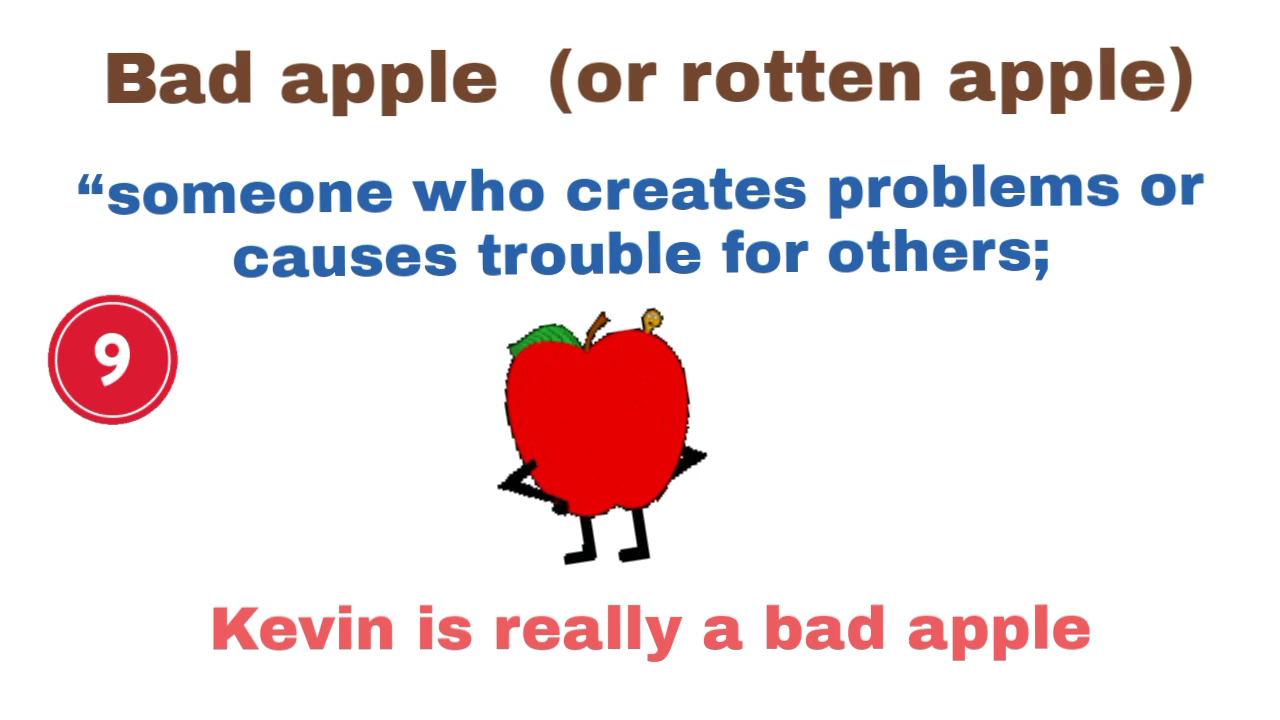 Bad apple (or rotten apple)
“someone who creates problems or
causes trouble for others;
9
Kevin is really a bad apple